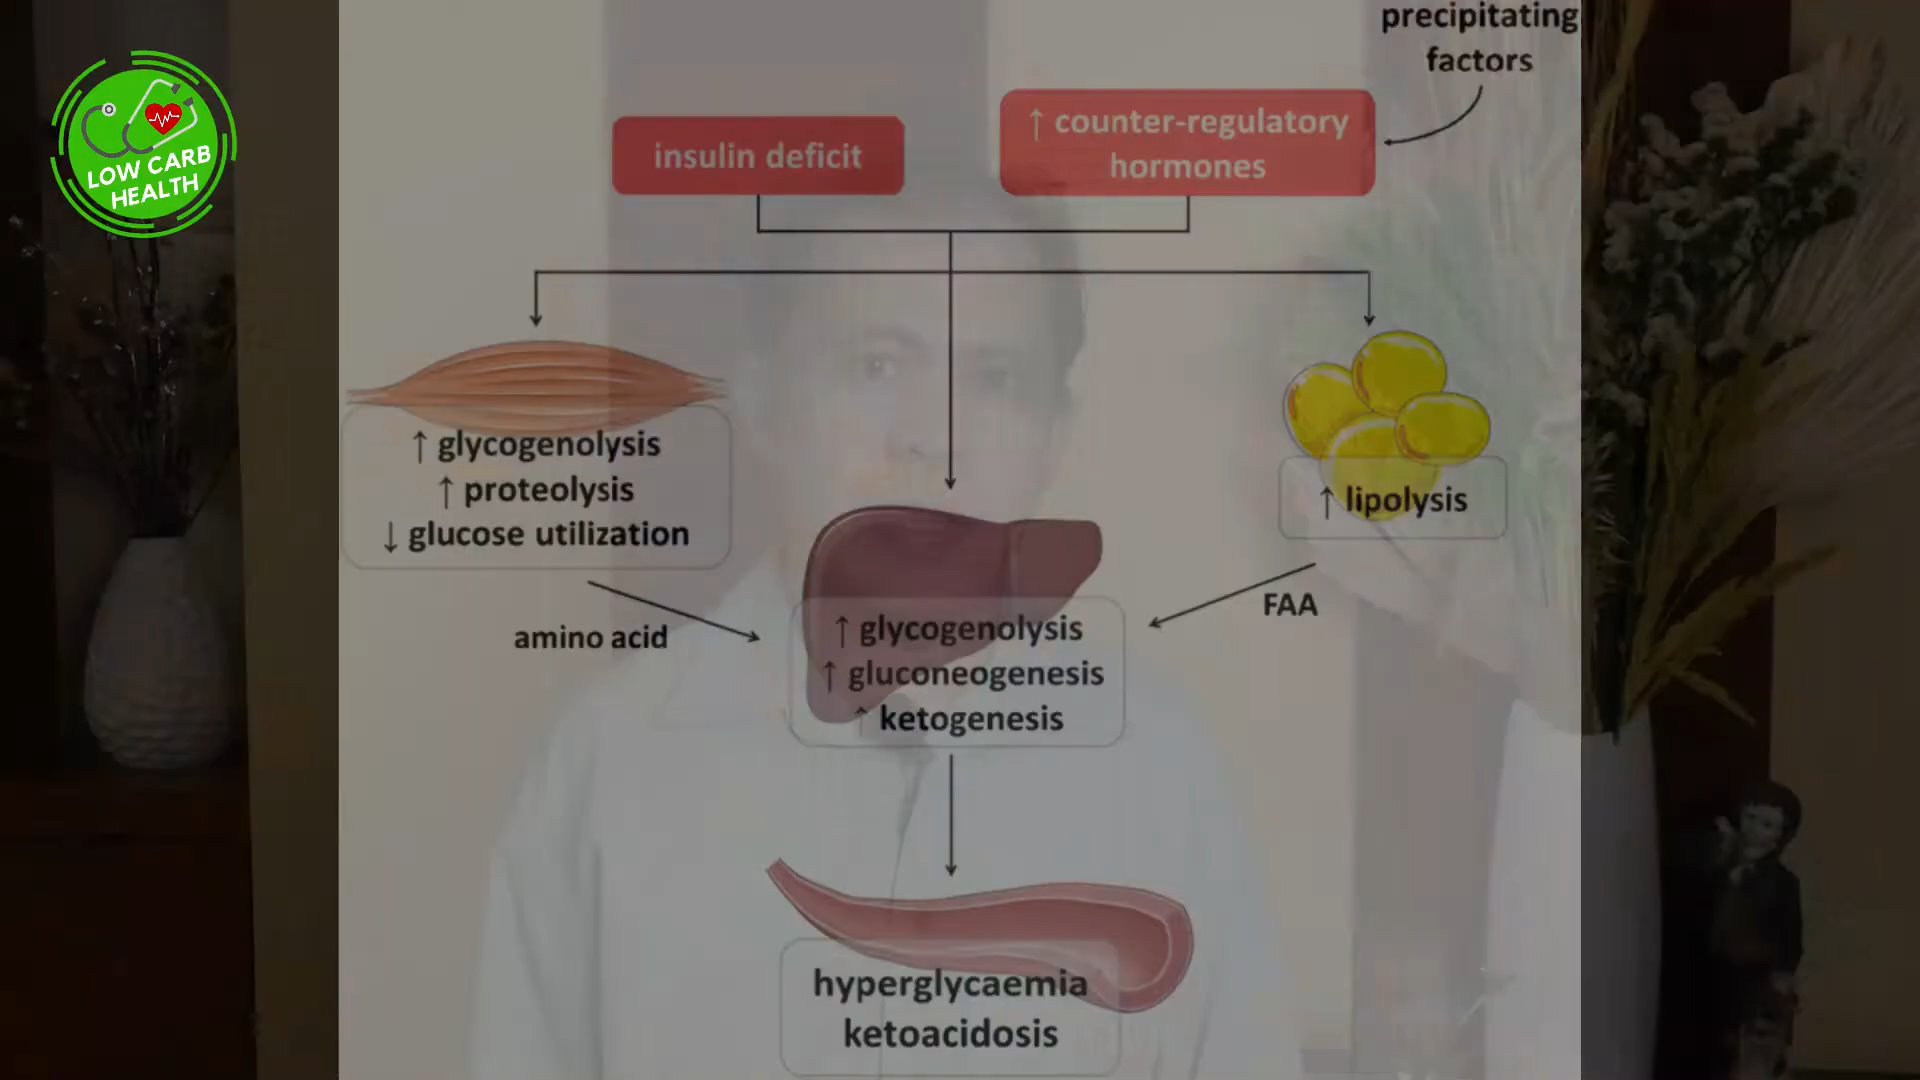 LOW CARB
HEALTH
precipitating
factors
insulin deficit
↑ counter-regulatory
hormones
↑ glycogenolysis
↑ proteolysis
↓ glucose utilization
↑ lipolysis
amino acid
FAA
↑ glycogenolysis
↑ gluconeogenesis
↑ ketogenesis
hyperglycaemia
ketoacidosis